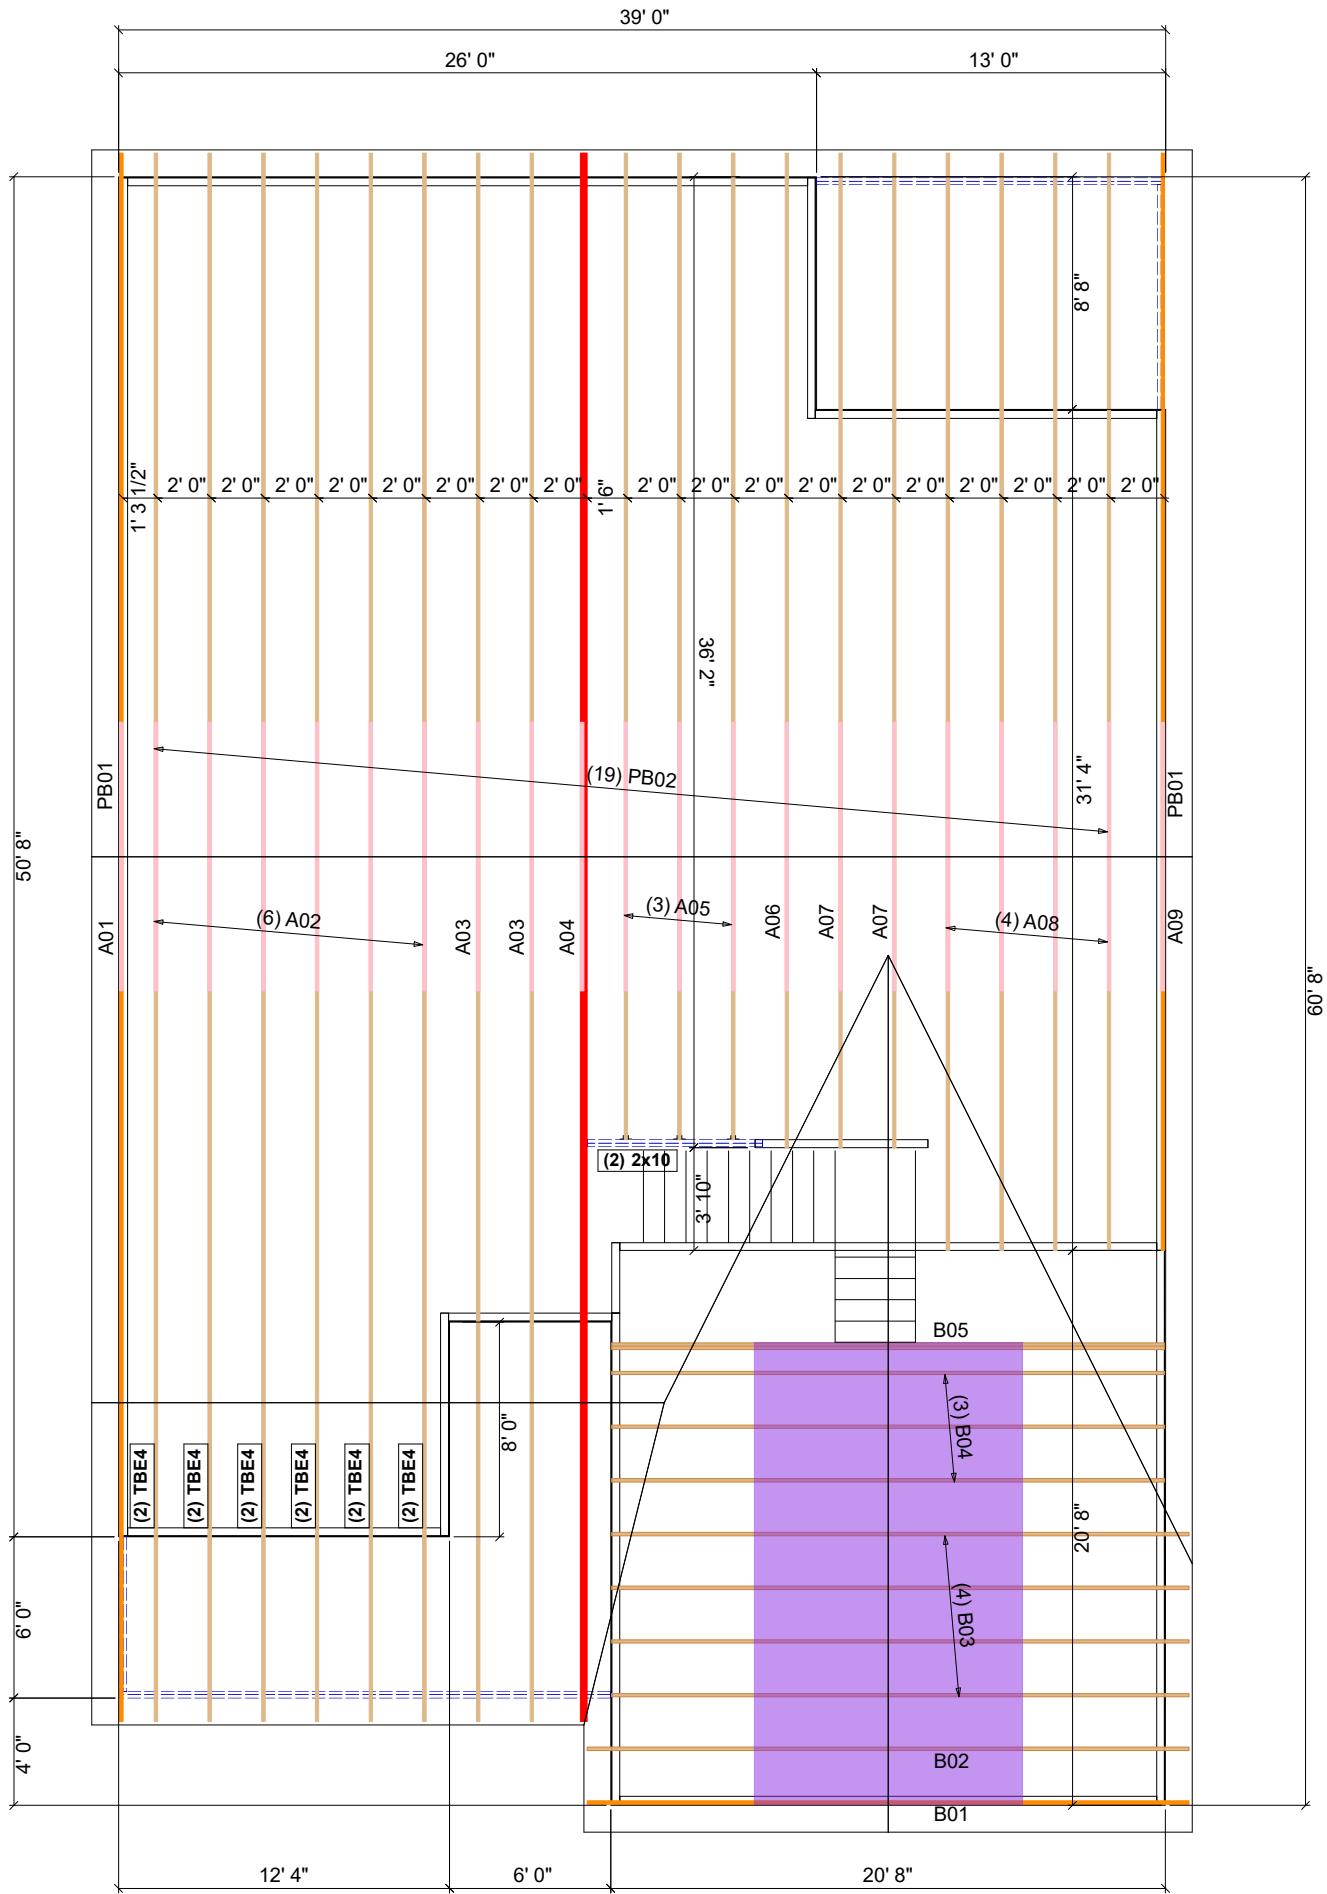 39' 0"
26' 0"
13' 0"
8' 8"
1' 3 1/2"
2' 0"
2' 0"
2' 0"
2' 0"
2' 0"
2' 0"
2' 0"
2' 0"
1' 6"
2' 0"
2' 0"
2' 0"
2' 0"
2' 0"
2' 0"
2' 0"
2' 0"
2' 0"
2' 0"
36' 2"
PB01
(19) PB02
31' 4"
PB01
50' 8"
A01
(6) A02
A03
A03
A04
(3) A05
A06
A07
A07
(4) A08
A09
60' 8"
(2) 2x10
3' 10"
B05
(3) B04
8' 0"
(2) TBE4
(2) TBE4
(2) TBE4
(2) TBE4
(2) TBE4
(2) TBE4
20' 8"
6' 0"
(4) B03
4' 0"
B02
B01
12' 4"
6' 0"
20' 8"